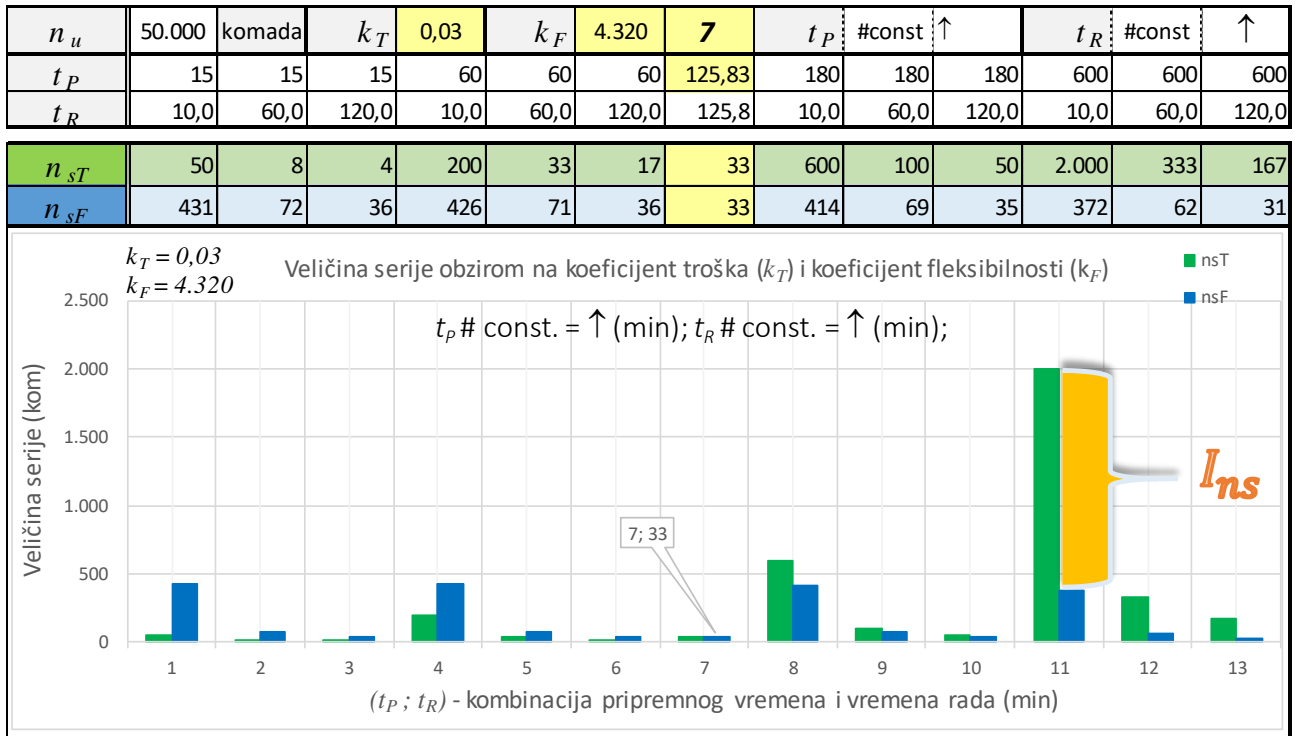 n u 50.000 komada k T 0,03 k F 4.320 7 t P #const ↑ t R #const ↑
t P 15 15 15 60 60 60 125,83 180 180 180 600 600 600
t R 10,0 60,0 120,0 10,0 60,0 120,0 125,8 10,0 60,0 120,0 10,0 60,0 120,0
n sT 50 8 4 200 33 17 33 600 100 50 2.000 333 167
n sF 431 72 36 426 71 36 33 414 69 35 372 62 31
k T = 0,03
k F = 4.320
Veličina serije obzirom na koeficijent troška (k T) i koeficijent fleksibilnosti (k F)
nsT
nsF
t P # const. = ↑ (min); t R # const. = ↑ (min);
Veličina serije (kom)
2.500
2.000
1.500
1.000
500
0
7; 33
𝕀ns
1 2 3 4 5 6 7 8 9 10 11 12 13
(t P ; t R) - kombinacija pripremnog vremena i vremena rada (min)